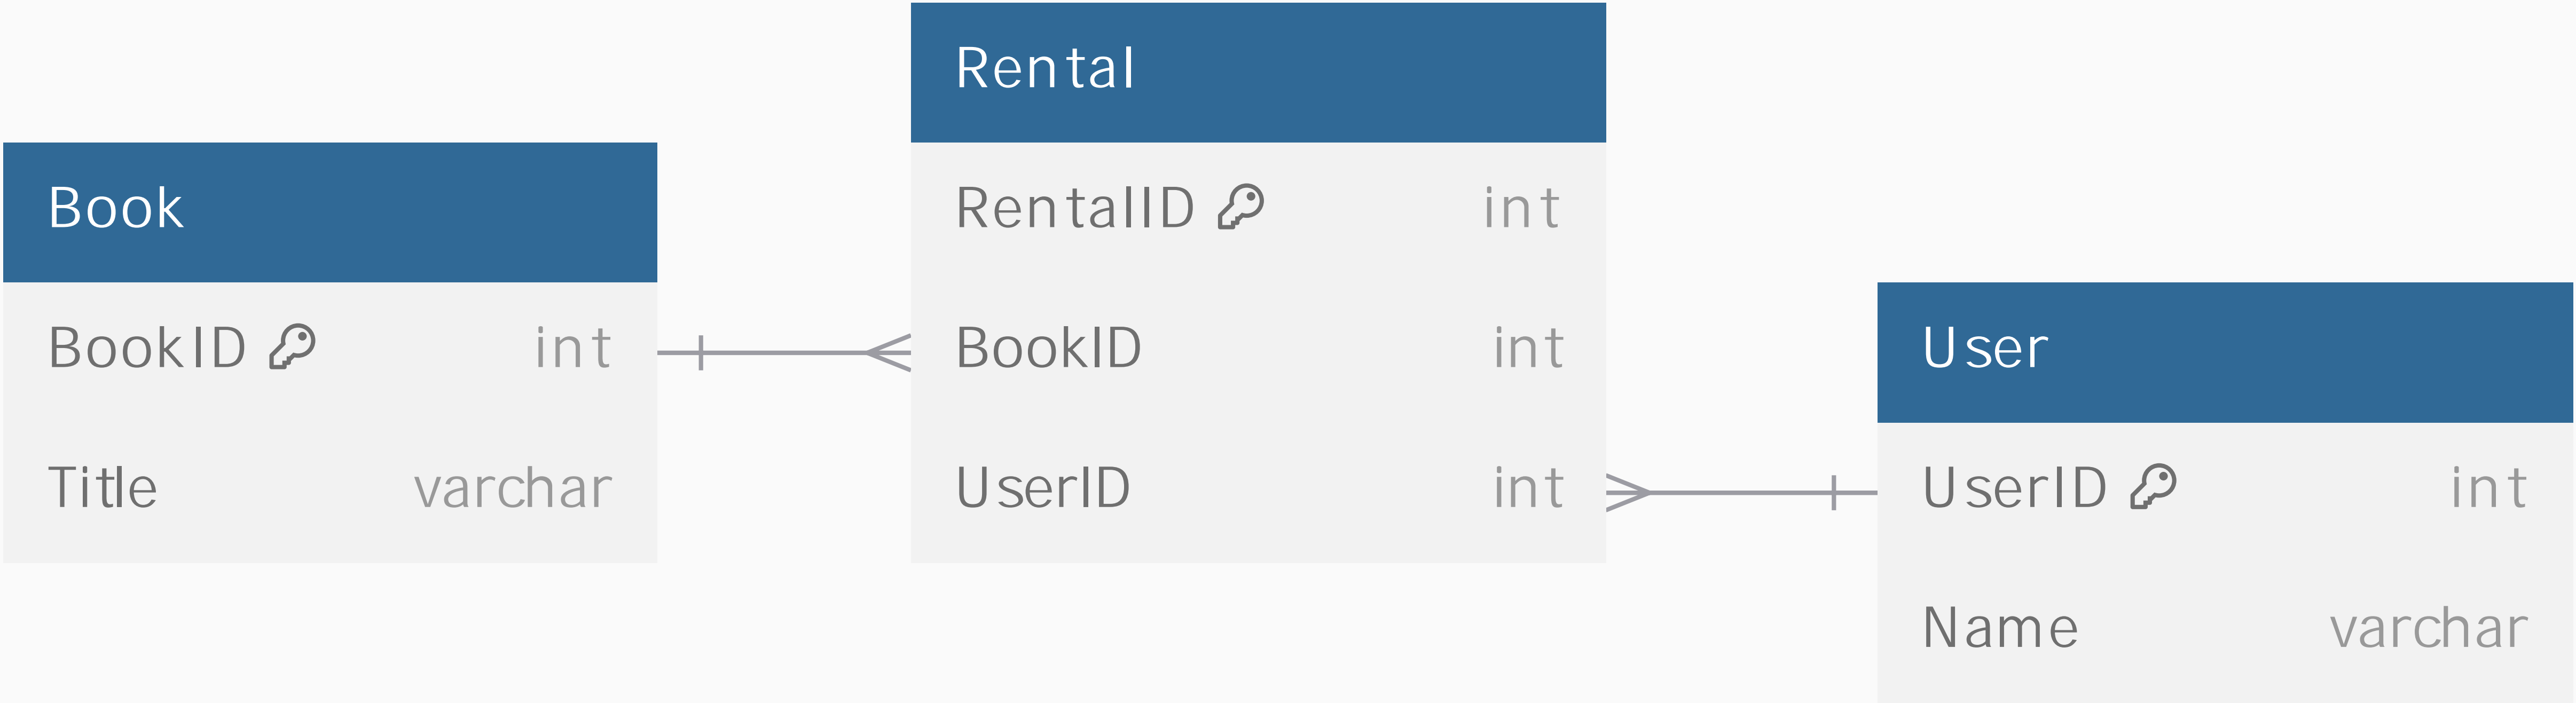 Book
BookID int
Title varchar
Rental
RentalID int
BookID int
UserID int
User
UserID int
Name varchar